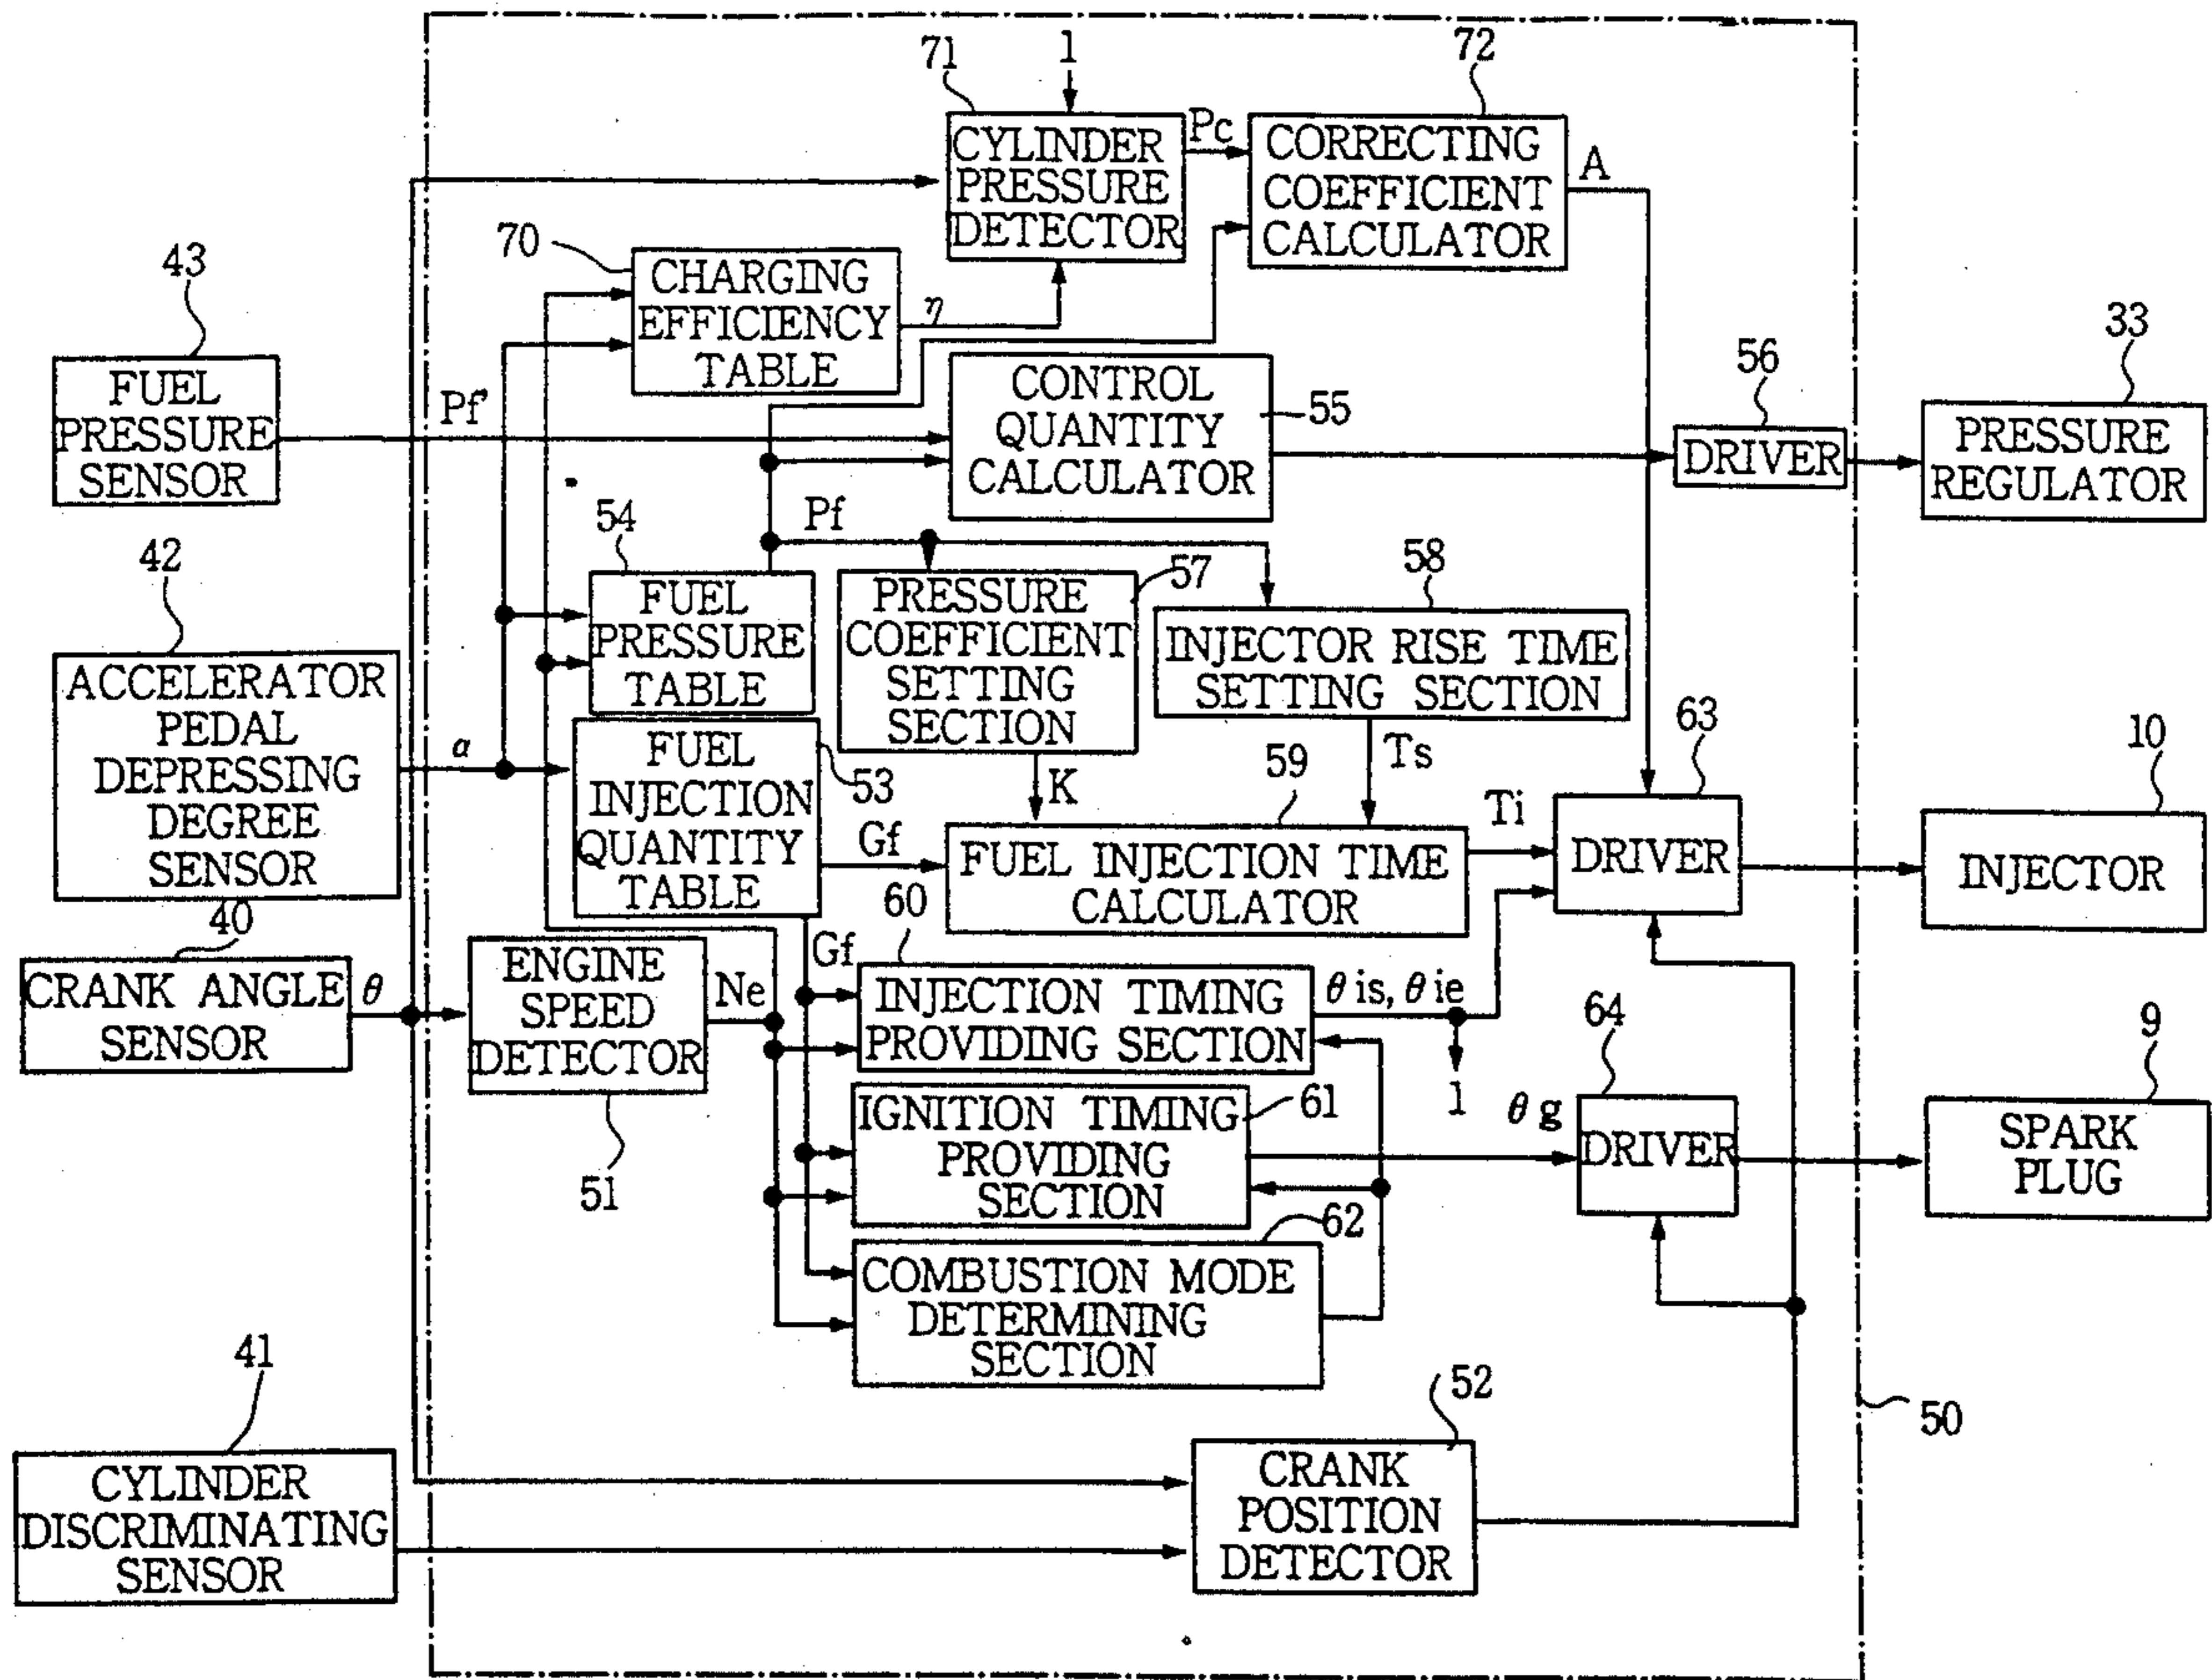 71
1
72
CYLINDER
PRESSURE
DETECTOR
Pc
CORRECTING
COEFFICIENT
CALCULATOR
A
70
CHARGING
EFFICIENCY
TABLE
η
43
FUEL
PRESSURE
SENSOR
Pf'
CONTROL
QUANTITY
CALCULATOR
55
56
DRIVER
33
PRESSURE
REGULATOR
54
Pf
FUEL
PRESSURE
TABLE
57
PRESSURE
COEFFICIENT
SETTING
SECTION
58
INJECTOR RISE TIME
SETTING SECTION
42
ACCELERATOR
PEDAL
DEPRESSING
DEGREE
SENSOR
α
FUEL
INJECTION
QUANTITY
TABLE
53
K
Ts
59
63
10
Gf
FUEL INJECTION TIME
CALCULATOR
Ti
DRIVER
INJECTOR
40
CRANK ANGLE
SENSOR
θ
ENGINE
SPEED
DETECTOR
51
Ne
Gf
60
INJECTION TIMING
PROVIDING SECTION
θis, θie
1
64
9
IGNITION TIMING
PROVIDING
SECTION
61
θg
DRIVER
SPARK
PLUG
62
COMBUSTION MODE
DETERMINING
SECTION
41
CYLINDER
DISCRIMINATING
SENSOR
52
CRANK
POSITION
DETECTOR
50